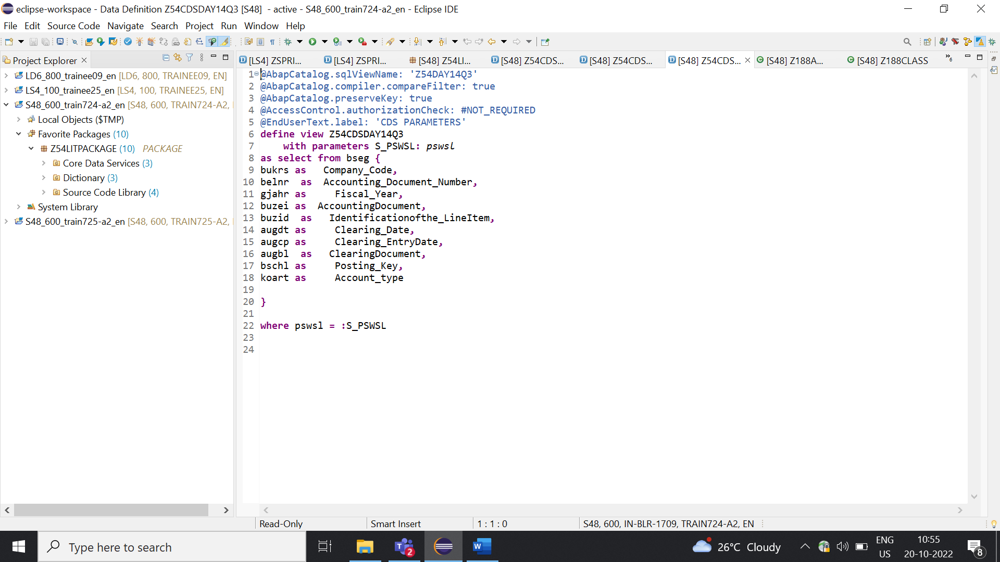 eclipse-workspace - Data Definition Z54CDSDAY14Q3 [S48]  - active - S48_600_train724-a2_en - Eclipse IDE
File Edit Source Code Navigate Search Project Run Window Help
Project Explorer
[LS4] ZSPRI...
[LS4] ZSPRI...
[S48] Z54LI...
[S48] Z54CDS...
[S48] Z54CDS...
[S48] Z54CDS...
[S48] Z188A...
[S48] Z188CLASS
»6
LD6_800_trainee09_en [LD6, 800, TRAINEE09, EN]
LS4_100_trainee25_en [LS4, 100, TRAINEE25, EN]
S48_600_train724-a2_en [S48, 600, TRAIN724-A2,
Local Objects ($TMP)
Favorite Packages (10)
Z54LITPACKAGE (10) PACKAGE
Core Data Services (3)
Dictionary (3)
Source Code Library (4)
System Library
S48_600_train725-a2_en [S48, 600, TRAIN725-A2,
1 @AbapCatalog.sqlViewName: 'Z54DAY14Q3'
2 @AbapCatalog.compiler.compareFilter: true
3 @AbapCatalog.preserveKey: true
4 @AccessControl.authorizationCheck: #NOT_REQUIRED
5 @EndUserText.label: 'CDS PARAMETERS'
6 define view Z54CDSDAY14Q3
7     with parameters S_PSWSL: pswsl
8 as select from bseg {
9 bukrs as   Company_Code,
10 belnr  as  Accounting_Document_Number,
11 gjahr as     Fiscal_Year,
12 buzei as  AccountingDocument,
13 buzid  as   Identificationofthe_LineItem,
14 augdt as     Clearing_Date,
15 augcp as     Clearing_EntryDate,
16 augbl  as   ClearingDocument,
17 bschl as     Posting_Key,
18 koart as     Account_type
19
20 }
21
22 where pswsl = :S_PSWSL
23
24
Read-Only
Smart Insert
1 : 1 : 0
S48, 600, IN-BLR-1709, TRAIN724-A2, EN
Type here to search
2
W
26°C Cloudy
ENG
US
10:55
20-10-2022
8